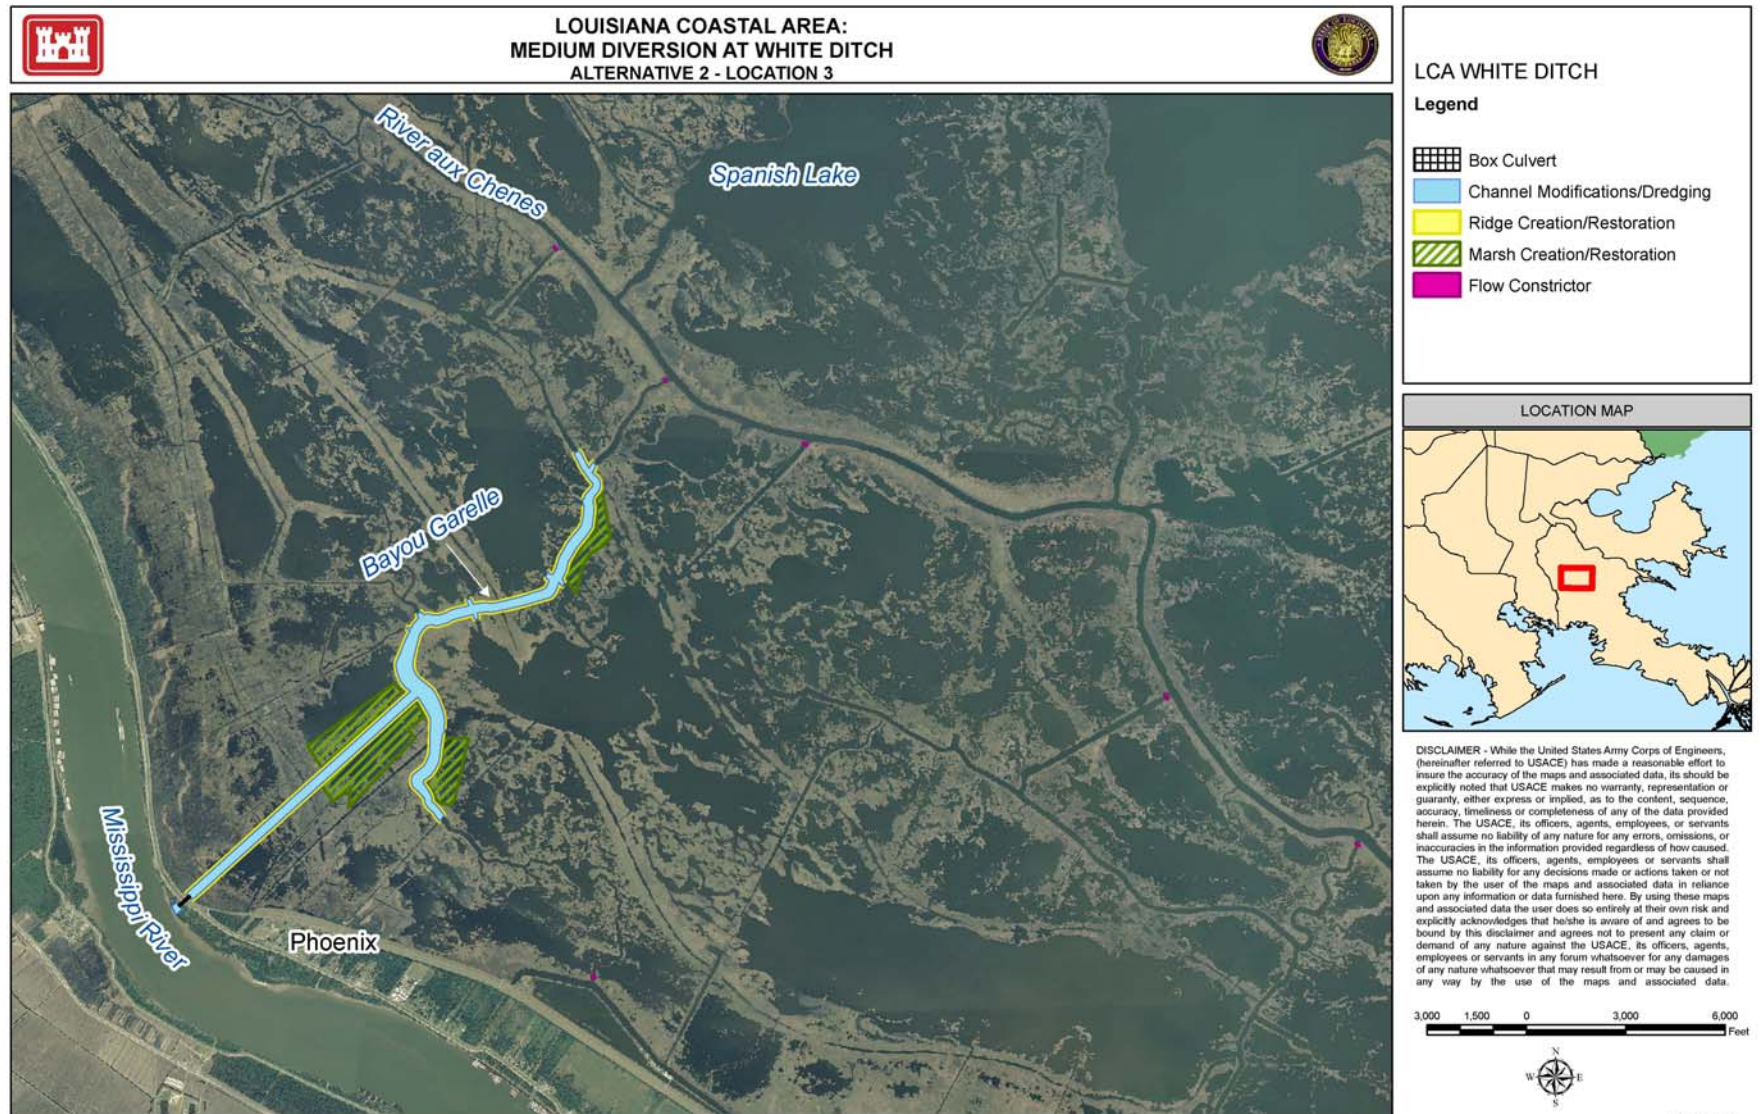 LOUISIANA COASTAL AREA:
MEDIUM DIVERSION AT WHITE DITCH
ALTERNATIVE 2 - LOCATION 3
River aux Chenes
Spanish Lake
Bayou Garelle
Mississippi River
Phoenix
LCA WHITE DITCH
Legend
Box Culvert
Channel Modifications/Dredging
Ridge Creation/Restoration
Marsh Creation/Restoration
Flow Constrictor
LOCATION MAP
DISCLAIMER - While the United States Army Corps of Engineers,
(hereinafter referred to USACE) has made a reasonable effort to
insure the accuracy of the maps and associated data, its should be
explicitly noted that USACE makes no warranty, representation or
guaranty, either express or implied, as to the content, sequence,
accuracy, timeliness or completeness of any of the data provided
herein. The USACE, its officers, agents, employees, or servants
shall assume no liability of any nature for any errors, omissions, or
inaccuracies in the information provided regardless of how caused.
The USACE, its officers, agents, employees or servants shall
assume no liability for any decisions made or actions taken or not
taken by the user of the maps and associated data in reliance
upon any information or data furnished here. By using these maps
and associated data the user does so entirely at their own risk and
explicitly acknowledges that he/she is aware of and agrees to be
bound by this disclaimer and agrees not to present any claim or
demand of any nature against the USACE, its officers, agents,
employees or servants in any forum whatsoever for any damages
of any nature whatsoever that may result from or may be caused in
any way by the use of the maps and associated data.
3,000 1,500 0 3,000 6,000
Feet
N
W E
S